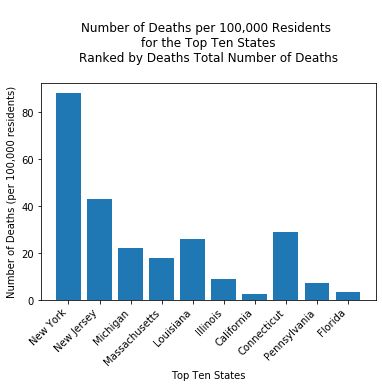 Number of Deaths per 100,000 Residents
for the Top Ten States
Ranked by Deaths Total Number of Deaths
Number of Deaths (per 100,000 residents)
80
60
40
20
0
New York
New Jersey
Michigan
Massachusetts
Louisiana
Illinois
California
Connecticut
Pennsylvania
Florida
Top Ten States